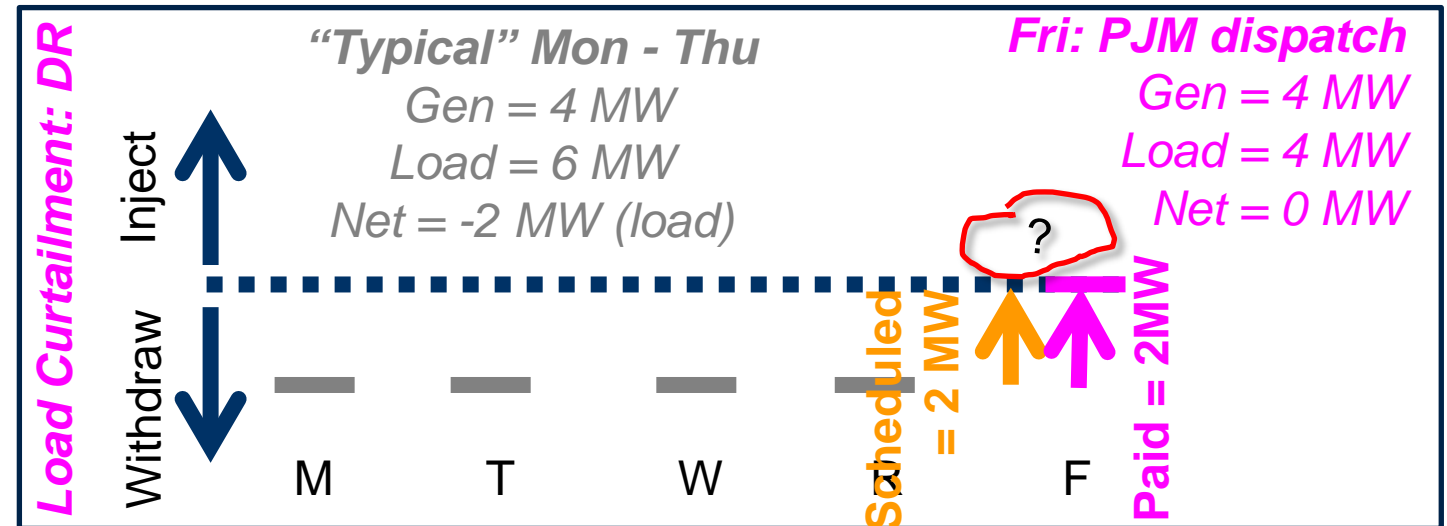 Load Curtailment: DR
Inject
Withdraw
“Typical” Mon - Thu
Gen = 4 MW
Load = 6 MW
Net = -2 MW (load)
Fri: PJM dispatch
Gen = 4 MW
Load = 4 MW
Net = 0 MW
?
Scheduled
= 2 MW
Paid = 2MW
M T W R F